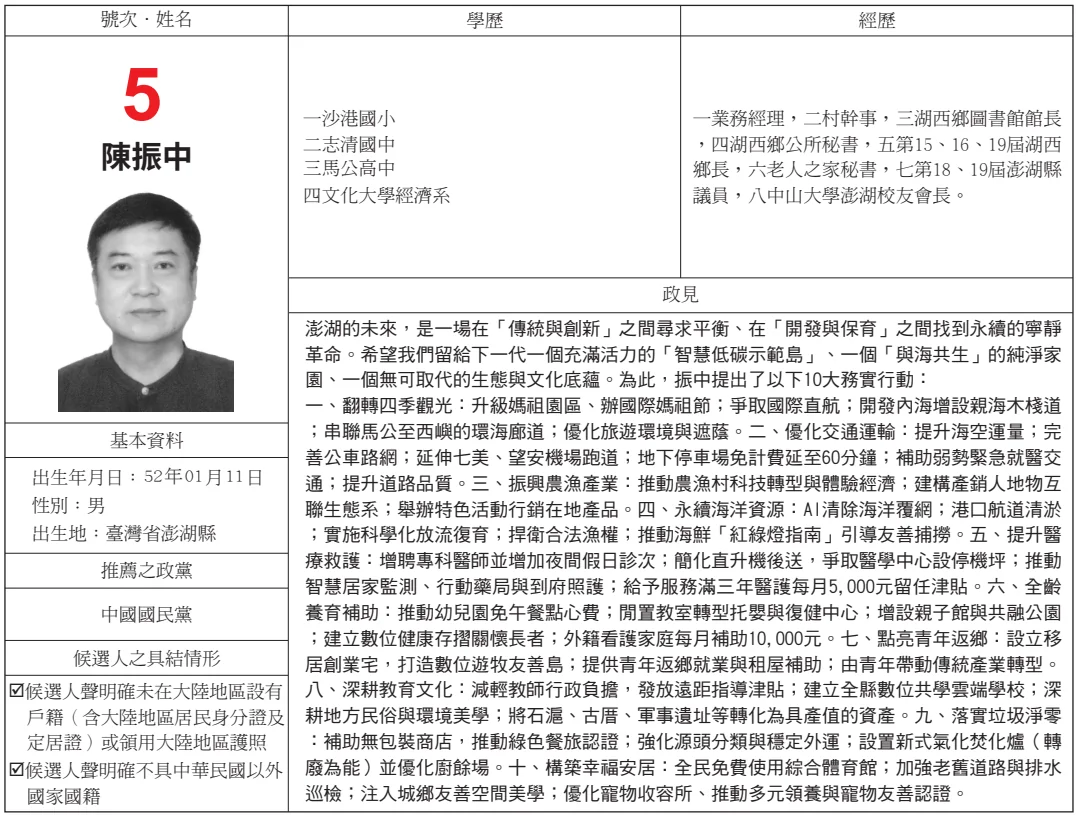 號次．姓名
5
陳振中
基本資料
出生年月日：52年01月11日
性別：男
出生地：臺灣省澎湖縣
推薦之政黨
中國國民黨
候選人之具結情形
☑候選人聲明確未在大陸地區設有
戶籍（含大陸地區居民身分證及
定居證）或領用大陸地區護照
☑候選人聲明確不具中華民國以外
國家國籍
學歷
一沙港國小
二志清國中
三馬公高中
四文化大學經濟系
經歷
一業務經理，二村幹事，三湖西鄉圖書館館長
，四湖西鄉公所秘書，五第15、16、19屆湖西
鄉長，六老人之家秘書，七第18、19屆澎湖縣
議員，八中山大學澎湖校友會長。
政見
澎湖的未來，是一場在「傳統與創新」之間尋求平衡、在「開發與保育」之間找到永續的寧靜
革命。希望我們留給下一代一個充滿活力的「智慧低碳示範島」、一個「與海共生」的純淨家
園、一個無可取代的生態與文化底蘊。為此，振中提出了以下10大務實行動：
一、翻轉四季觀光：升級媽祖園區、辦國際媽祖節；爭取國際直航；開發內海增設親海木棧道
；串聯馬公至西嶼的環海廊道；優化旅遊環境與遮蔭。二、優化交通運輸：提升海空運量；完
善公車路網；延伸七美、望安機場跑道；地下停車場免計費延至60分鐘；補助弱勢緊急就醫交
通；提升道路品質。三、振興農漁產業：推動農漁村科技轉型與體驗經濟；建構產銷人地物互
聯生態系；舉辦特色活動行銷在地產品。四、永續海洋資源：AI清除海洋覆網；港口航道清淤
；實施科學化放流復育；捍衛合法漁權；推動海鮮「紅綠燈指南」引導友善捕撈。五、提升醫
療救護：增聘專科醫師並增加夜間假日診次；簡化直升機後送，爭取醫學中心設停機坪；推動
智慧居家監測、行動藥局與到府照護；給予服務滿三年醫護每月5,000元留任津貼。六、全齡
養育補助：推動幼兒園免午餐點心費；閒置教室轉型托嬰與復健中心；增設親子館與共融公園
；建立數位健康存摺關懷長者；外籍看護家庭每月補助10,000元。七、點亮青年返鄉：設立移
居創業宅，打造數位遊牧友善島；提供青年返鄉就業與租屋補助；由青年帶動傳統產業轉型。
八、深耕教育文化：減輕教師行政負擔，發放遠距指導津貼；建立全縣數位共學雲端學校；深
耕地方民俗與環境美學；將石滬、古厝、軍事遺址等轉化為具產值的資產。九、落實垃圾淨零
：補助無包裝商店，推動綠色餐旅認證；強化源頭分類與穩定外運；設置新式氣化焚化爐（轉
廢為能）並優化廚餘場。十、構築幸福安居：全民免費使用綜合體育館；加強老舊道路與排水
巡檢；注入城鄉友善空間美學；優化寵物收容所、推動多元領養與寵物友善認證。